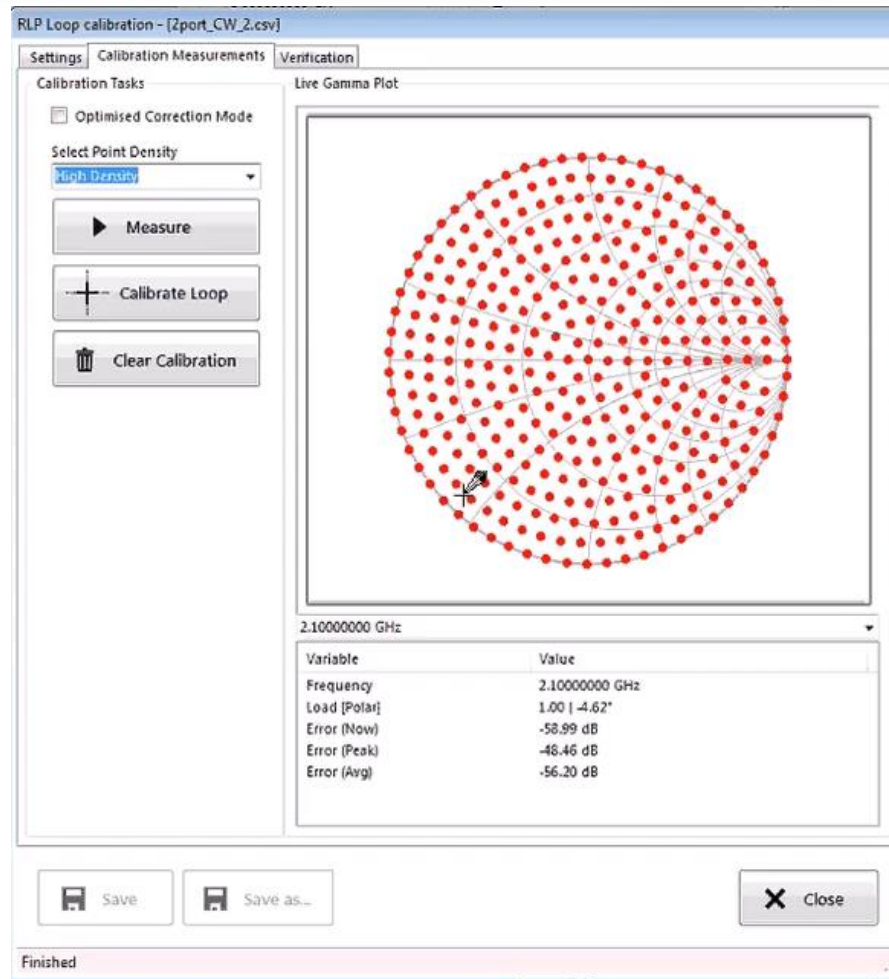 RLP Loop calibration - [2port_CW_2.csv]
Settings
Calibration Measurements
Verification
Calibration Tasks
Optimised Correction Mode
Select Point Density
High Density
Measure
Calibrate Loop
Clear Calibration
Live Gamma Plot
2.10000000 GHz
Variable Value
Frequency 2.10000000 GHz
Load [Polar] 1.00 | -4.62°
Error (Now) -58.99 dB
Error (Peak) -48.46 dB
Error (Avg) -56.20 dB
Save
Save as...
Close
Finished